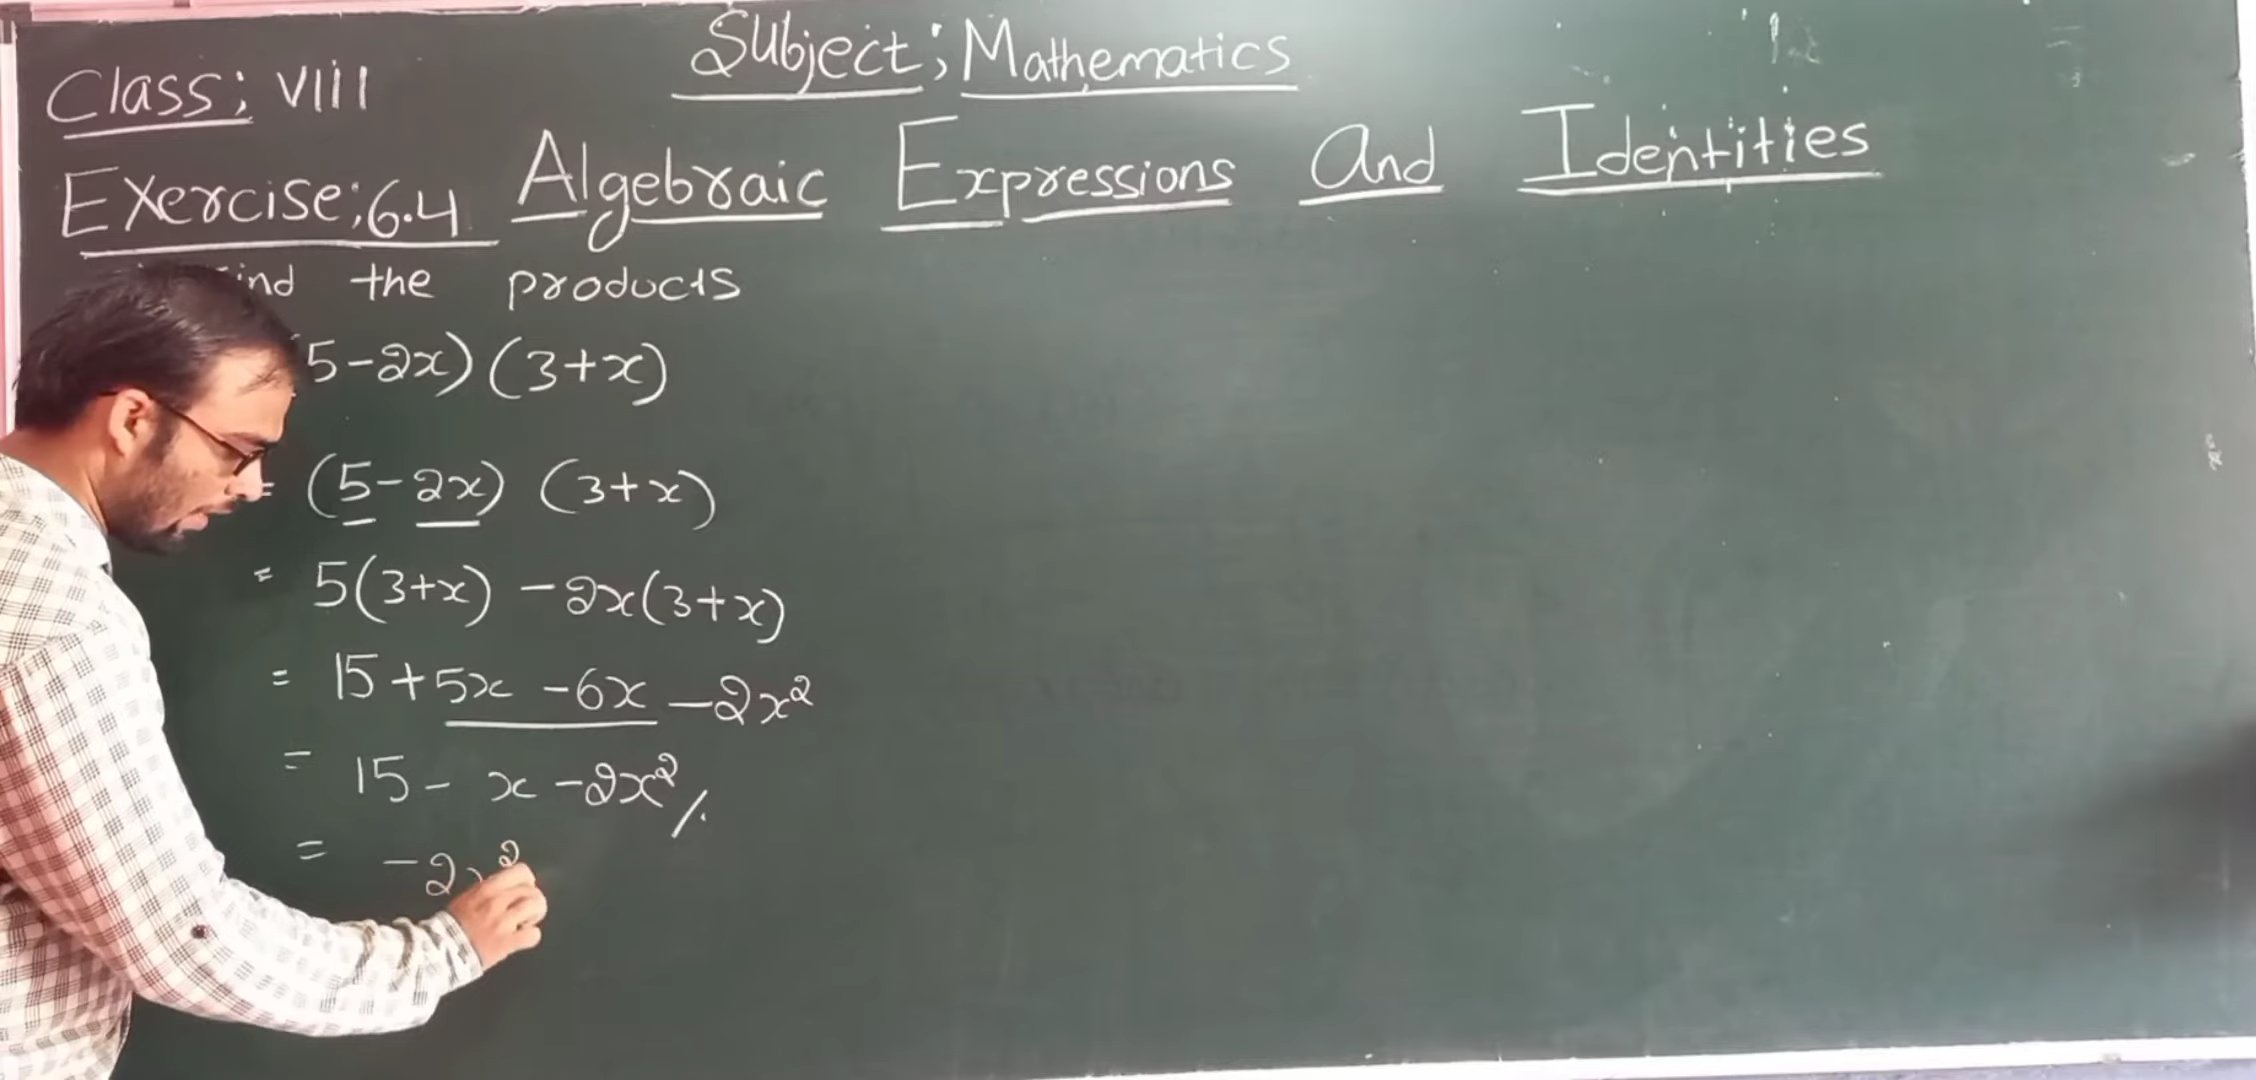 Subject; Mathematics
Class; VIII
Exercise; 6.4 Algebraic Expressions And Identities
the products
5-2x) (3+x)
= (5-2x) (3+x)
= 5(3+x) -2x(3+x)
= 15+5x -6x -2x²
= 15- x -2x²/.
= -2x²